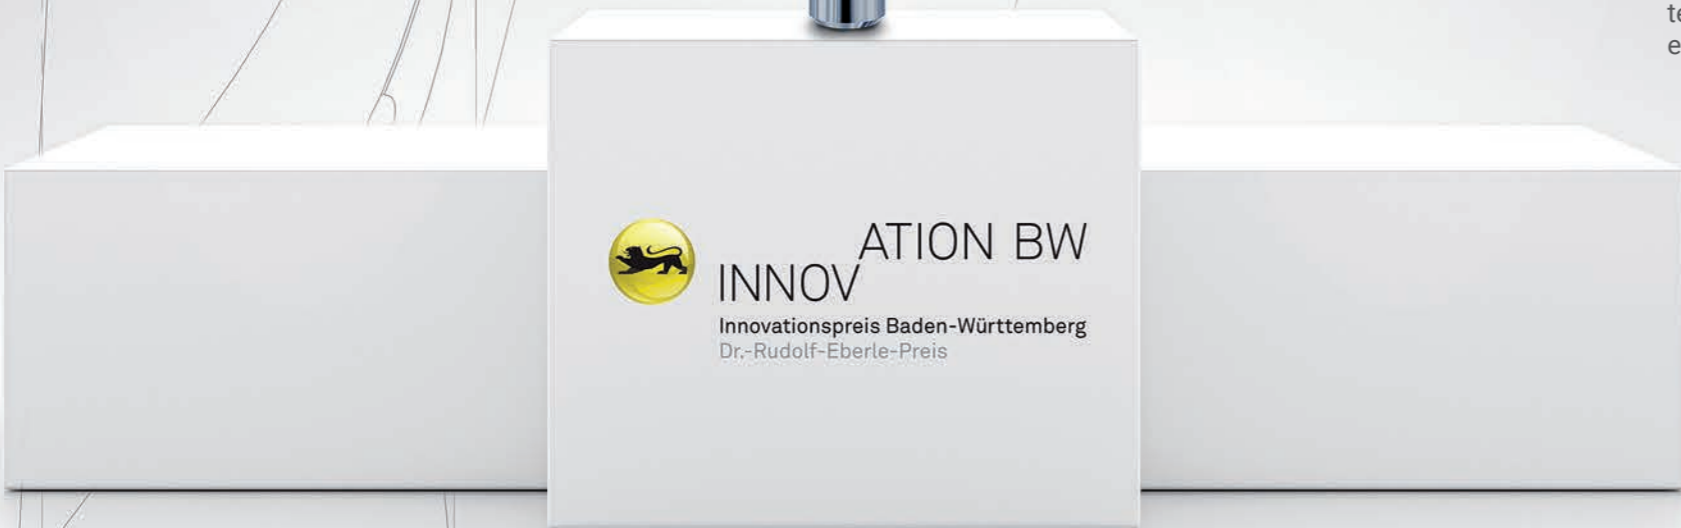 INNOVATION BW
Innovationspreis Baden-Württemberg
Dr.-Rudolf-Eberle-Preis